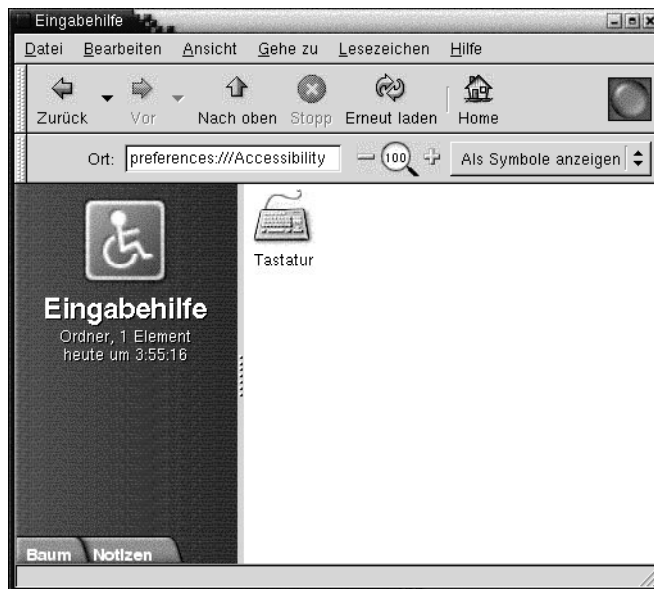 Eingabehilfe
Datei Bearbeiten Ansicht Gehe zu Lesezeichen Hilfe
Zurück Vor Nach oben Stopp Erneut laden Home
Ort: preferences:///Accessibility 100 Als Symbole anzeigen
Tastatur
Eingabehilfe
Ordner, 1 Element
heute um 3:55:16
Baum Notizen